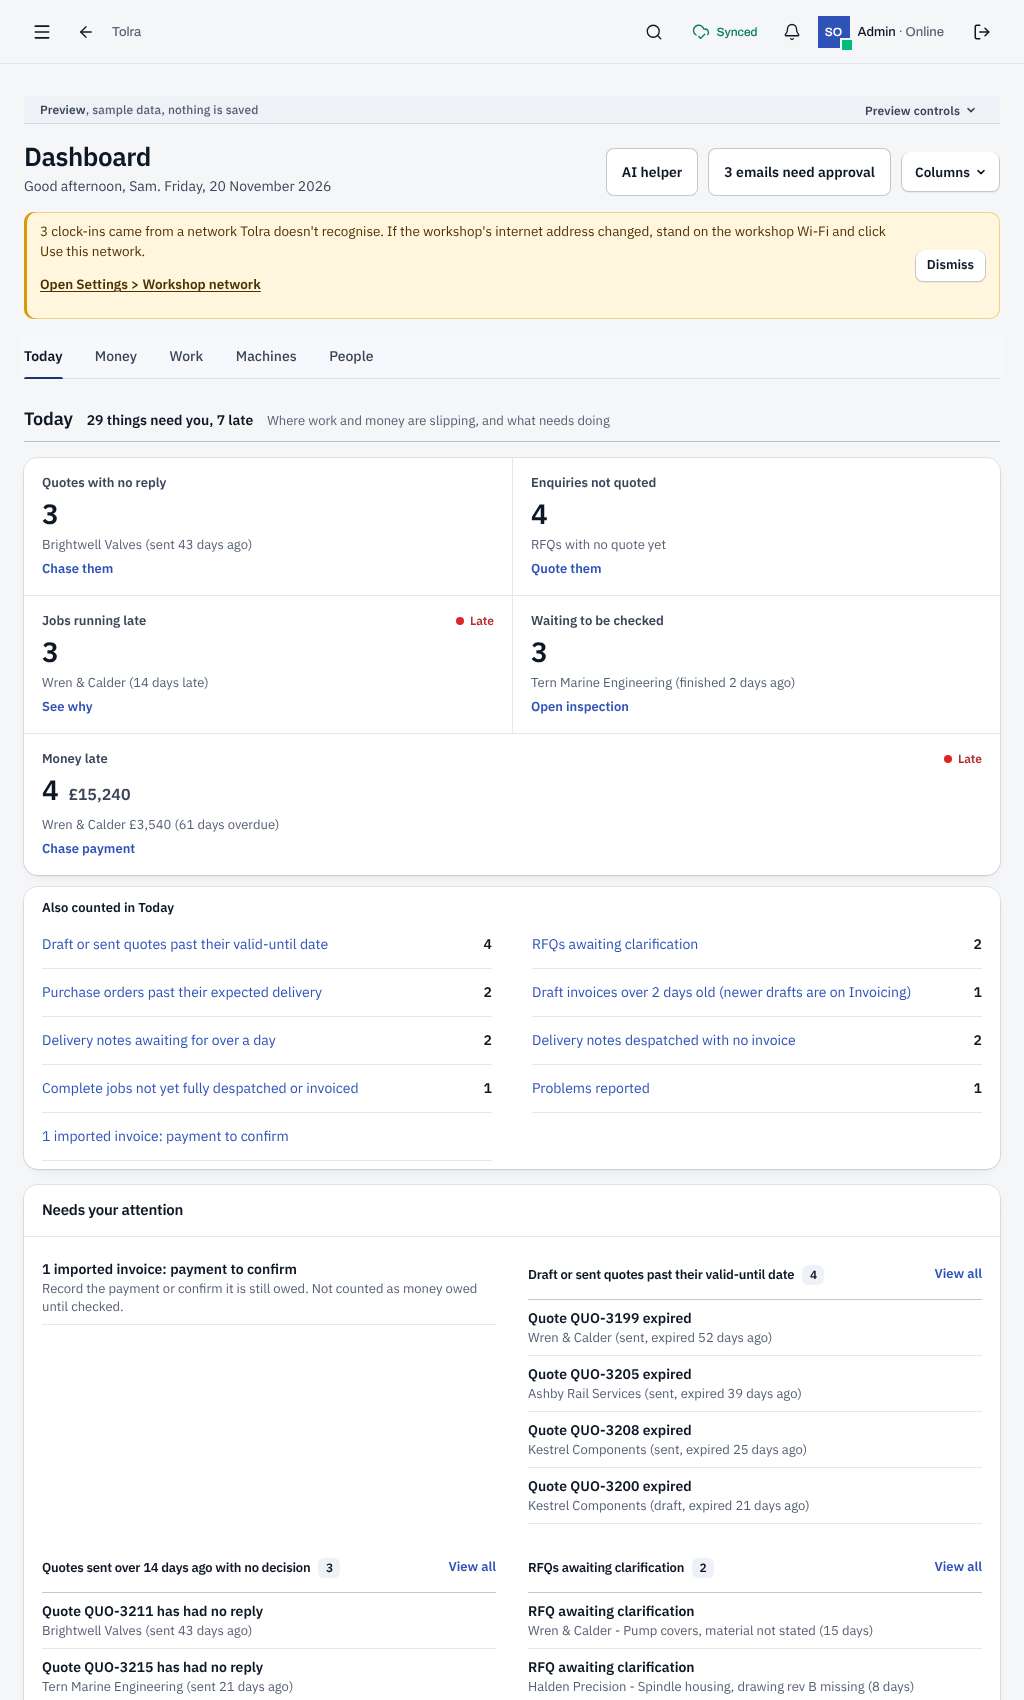 Tolra
Synced
SO
Admin · Online
Preview, sample data, nothing is saved
Preview controls
Dashboard
Good afternoon, Sam. Friday, 20 November 2026
AI helper
3 emails need approval
Columns
3 clock-ins came from a network Tolra doesn't recognise. If the workshop's internet address changed, stand on the workshop Wi-Fi and click
Use this network.
Open Settings > Workshop network
Dismiss
Today
Money
Work
Machines
People
Today
29 things need you, 7 late
Where work and money are slipping, and what needs doing
Quotes with no reply
3
Brightwell Valves (sent 43 days ago)
Chase them
Enquiries not quoted
4
RFQs with no quote yet
Quote them
Jobs running late
Late
3
Wren & Calder (14 days late)
See why
Waiting to be checked
3
Tern Marine Engineering (finished 2 days ago)
Open inspection
Money late
Late
4 £15,240
Wren & Calder £3,540 (61 days overdue)
Chase payment
Also counted in Today
Draft or sent quotes past their valid-until date 4
RFQs awaiting clarification 2
Purchase orders past their expected delivery 2
Draft invoices over 2 days old (newer drafts are on Invoicing) 1
Delivery notes awaiting for over a day 2
Delivery notes despatched with no invoice 2
Complete jobs not yet fully despatched or invoiced 1
Problems reported 1
1 imported invoice: payment to confirm
Needs your attention
1 imported invoice: payment to confirm
Record the payment or confirm it is still owed. Not counted as money owed
until checked.
Draft or sent quotes past their valid-until date 4
View all
Quote QUO-3199 expired
Wren & Calder (sent, expired 52 days ago)
Quote QUO-3205 expired
Ashby Rail Services (sent, expired 39 days ago)
Quote QUO-3208 expired
Kestrel Components (sent, expired 25 days ago)
Quote QUO-3200 expired
Kestrel Components (draft, expired 21 days ago)
Quotes sent over 14 days ago with no decision 3
View all
Quote QUO-3211 has had no reply
Brightwell Valves (sent 43 days ago)
Quote QUO-3215 has had no reply
Tern Marine Engineering (sent 21 days ago)
RFQs awaiting clarification 2
View all
RFQ awaiting clarification
Wren & Calder - Pump covers, material not stated (15 days)
RFQ awaiting clarification
Halden Precision - Spindle housing, drawing rev B missing (8 days)